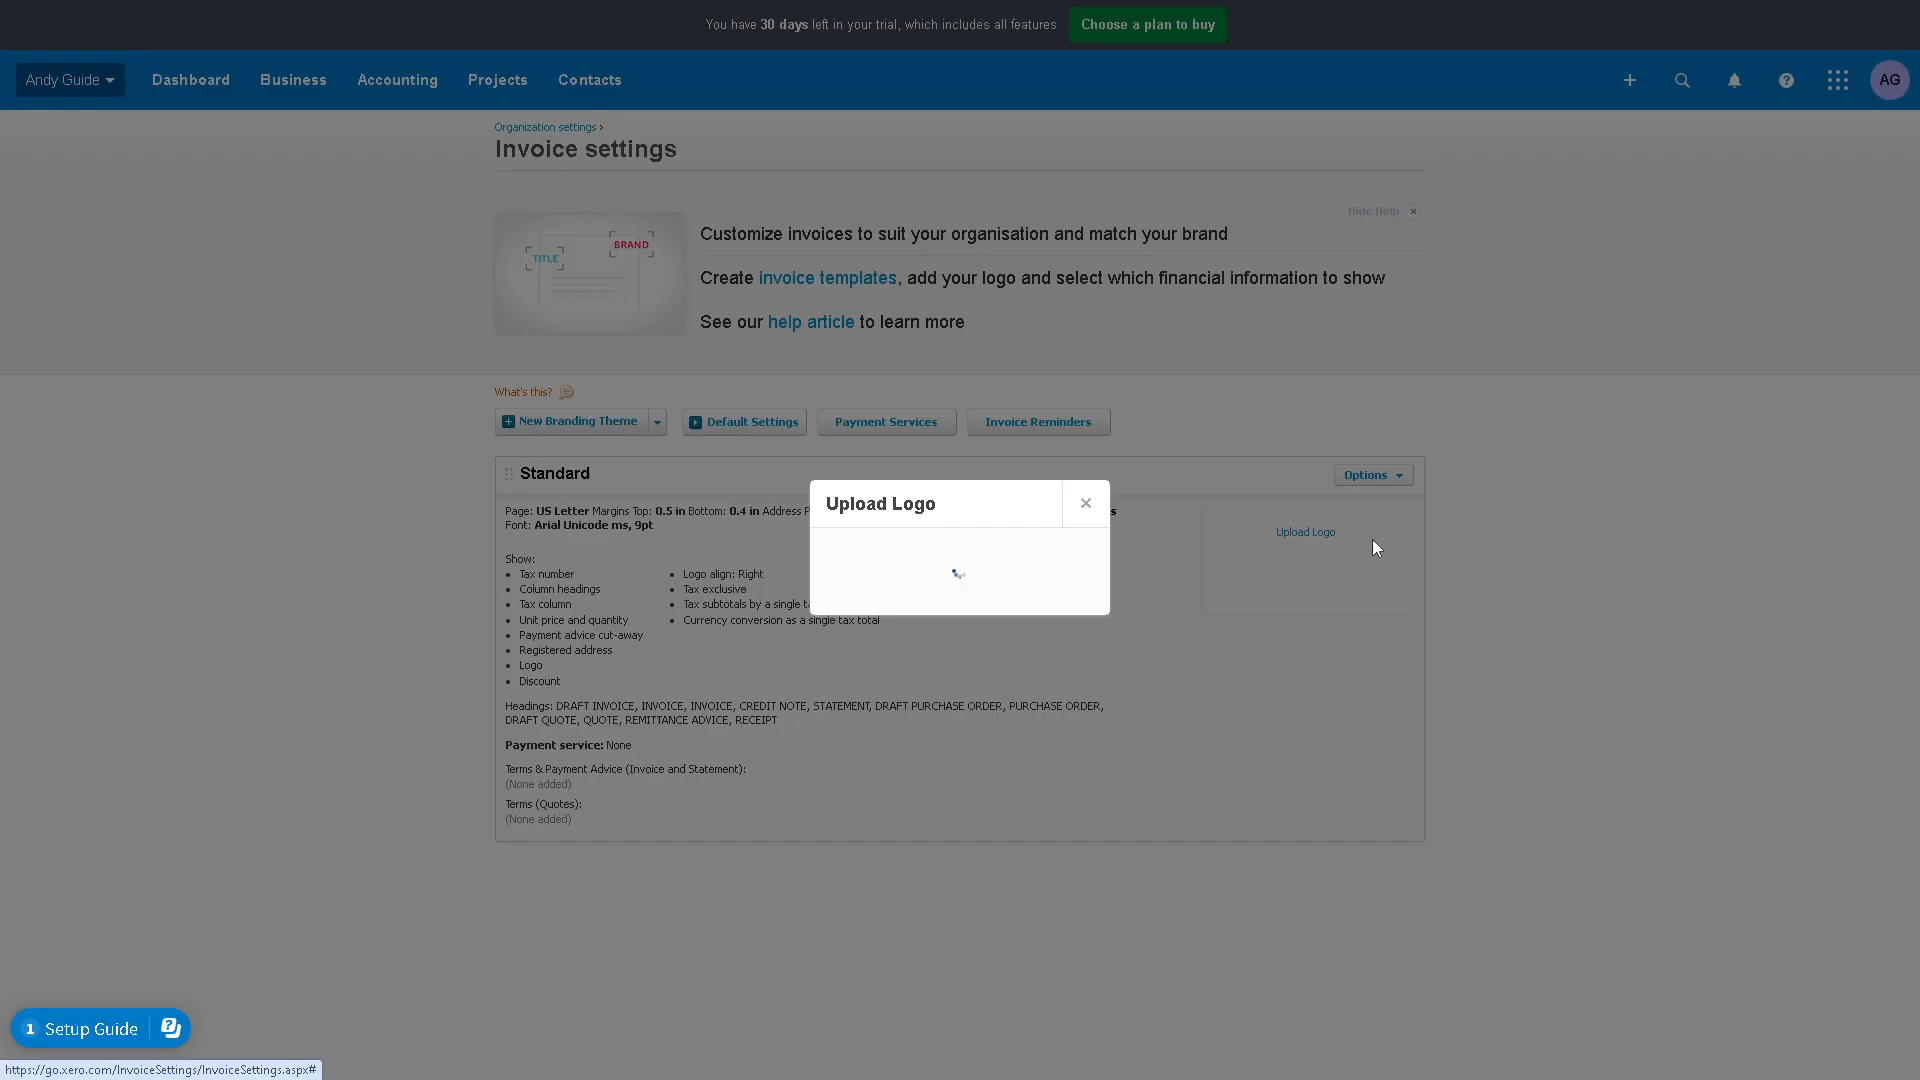 You have 30 days left in your trial, which includes all features
Choose a plan to buy
Andy Guide
Dashboard
Business
Accounting
Projects
Contacts
AG
Organization settings ›
Invoice settings
Hide Help
TITLE
BRAND
Customize invoices to suit your organisation and match your brand
Create invoice templates, add your logo and select which financial information to show
See our help article to learn more
What's this?
New Branding Theme
Default Settings
Payment Services
Invoice Reminders
Standard
Options
Page: US Letter Margins Top: 0.5 in Bottom: 0.4 in Address
Font: Arial Unicode ms, 9pt
Upload Logo
Upload Logo
Show:
• Tax number
• Column headings
• Tax column
• Unit price and quantity
• Payment advice cut-away
• Registered address
• Logo
• Discount
• Logo align: Right
• Tax exclusive
• Tax subtotals by a single
• Currency conversion as a single tax total
Headings: DRAFT INVOICE, INVOICE, INVOICE, CREDIT NOTE, STATEMENT, DRAFT PURCHASE ORDER, PURCHASE ORDER,
DRAFT QUOTE, QUOTE, REMITTANCE ADVICE, RECEIPT
Payment service: None
Terms & Payment Advice (Invoice and Statement):
(None added)
Terms (Quotes):
(None added)
1 Setup Guide
https://go.xero.com/InvoiceSettings/InvoiceSettings.aspx#